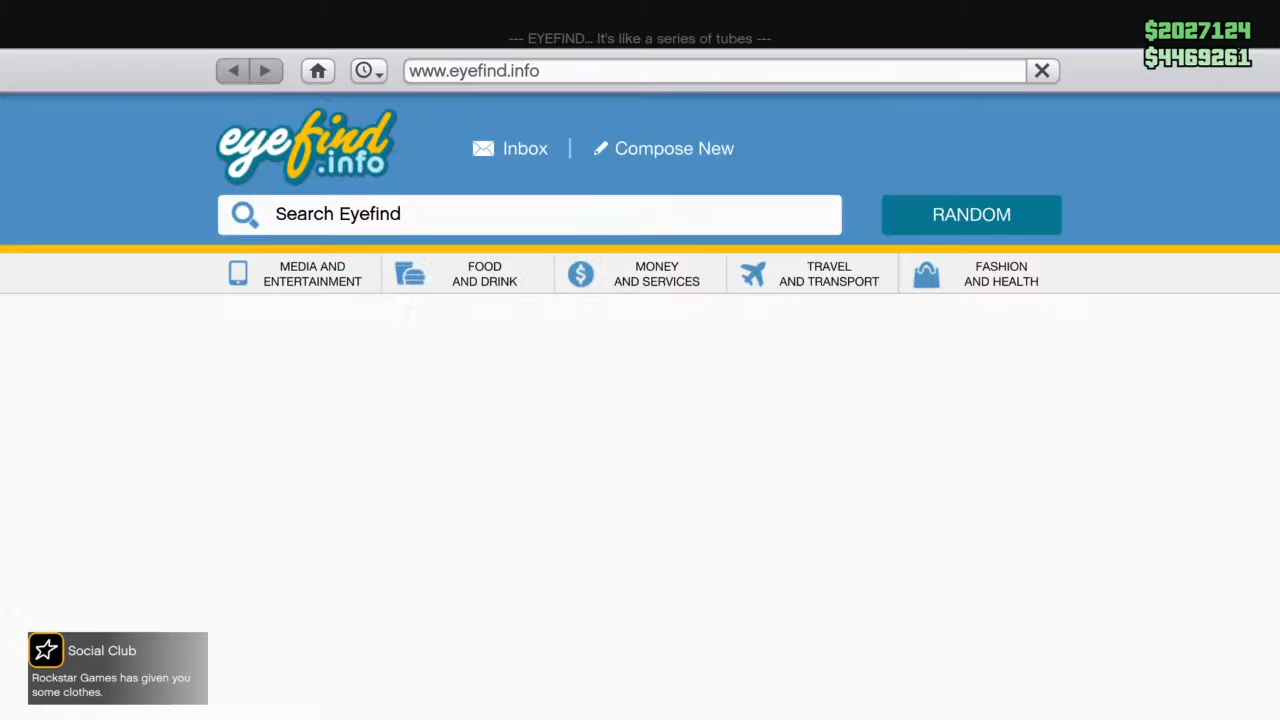 --- EYEFIND... It's like a series of tubes ---
$2027124
$4469261
www.eyefind.info
eyefind
.info
Inbox
Compose New
Search Eyefind
RANDOM
MEDIA AND
ENTERTAINMENT
FOOD
AND DRINK
MONEY
AND SERVICES
TRAVEL
AND TRANSPORT
FASHION
AND HEALTH
Social Club
Rockstar Games has given you
some clothes.